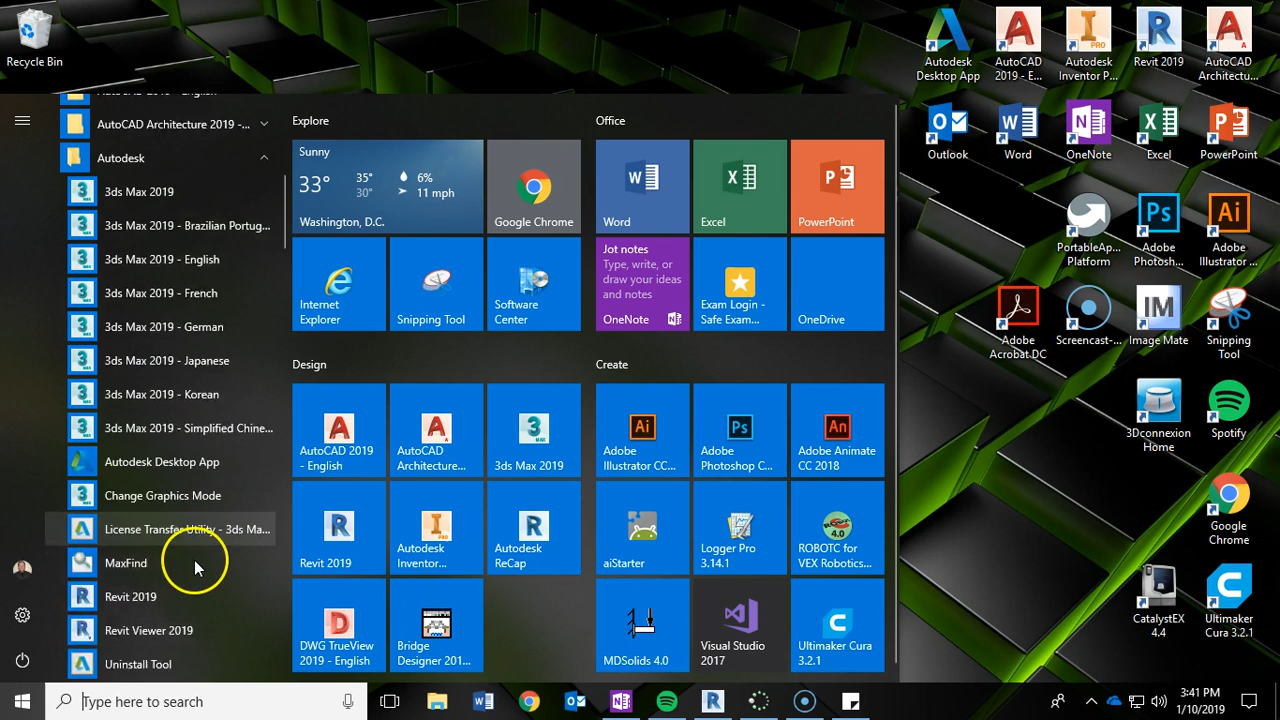 Recycle Bin
Autodesk
Desktop App
AutoCAD
2019 - E...
Autodesk
Inventor P...
Revit 2019
AutoCAD
Architectu...
Outlook
Word
OneNote
Excel
PowerPoint
PortableAp...
Platform
Adobe
Photosh...
Adobe
Illustrator ...
Adobe
Acrobat DC
Screencast-...
Image Mate
Snipping
Tool
3Dconnexion
Home
Spotify
Google
Chrome
CatalystEX
4.4
Ultimaker
Cura 3.2.1
AutoCAD 2019 - English
AutoCAD Architecture 2019 -...
Autodesk
3ds Max 2019
3ds Max 2019 - Brazilian Portug...
3ds Max 2019 - English
3ds Max 2019 - French
3ds Max 2019 - German
3ds Max 2019 - Japanese
3ds Max 2019 - Korean
3ds Max 2019 - Simplified Chine...
Autodesk Desktop App
Change Graphics Mode
License Transfer Utility - 3ds Ma...
MaxFind
Revit 2019
Revit Viewer 2019
Uninstall Tool
Explore
Sunny
33° 35° 30° 6% 11 mph
Washington, D.C.
Google Chrome
Internet
Explorer
Snipping Tool
Software
Center
Office
Word
Excel
PowerPoint
Jot notes
Type, write, or
draw your ideas
and notes
OneNote
Exam Login -
Safe Exam...
OneDrive
Design
AutoCAD 2019
- English
AutoCAD
Architecture...
3ds Max 2019
Revit 2019
Autodesk
Inventor...
Autodesk
ReCap
DWG TrueView
2019 - English
Bridge
Designer 201...
Create
Adobe
Illustrator CC...
Adobe
Photoshop C...
Adobe Animate
CC 2018
aiStarter
Logger Pro
3.14.1
ROBOTC for
VEX Robotics...
MDSolids 4.0
Visual Studio
2017
Ultimaker Cura
3.2.1
Type here to search
3:41 PM
1/10/2019